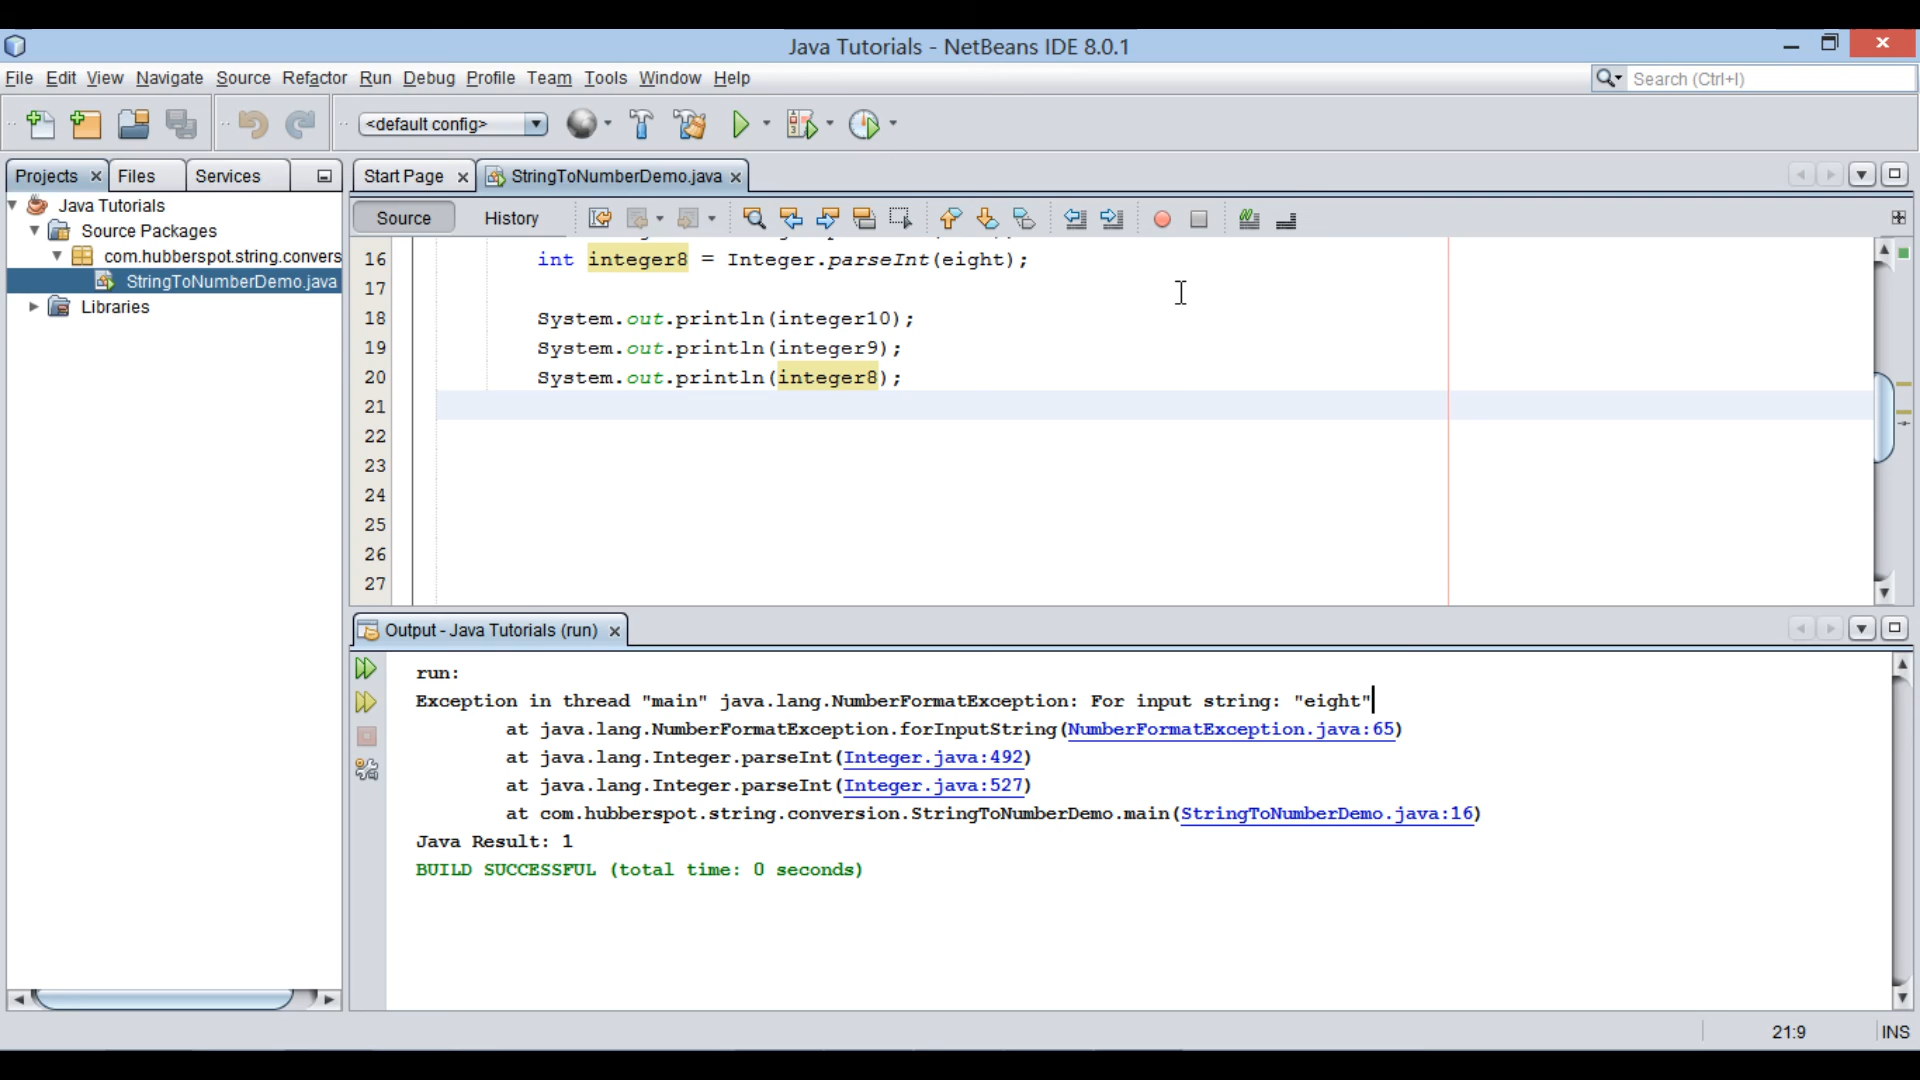 Java Tutorials - NetBeans IDE 8.0.1
File Edit View Navigate Source Refactor Run Debug Profile Team Tools Window Help
Search (Ctrl+I)
<default config>
Projects Files Services
Start Page StringToNumberDemo.java
Java Tutorials
Source Packages
com.hubberspot.string.convers
StringToNumberDemo.java
Libraries
Source History
16 int integer8 = Integer.parseInt(eight);
17
18 System.out.println(integer10);
19 System.out.println(integer9);
20 System.out.println(integer8);
21
22
23
24
25
26
27
Output - Java Tutorials (run)
run:
Exception in thread "main" java.lang.NumberFormatException: For input string: "eight"
at java.lang.NumberFormatException.forInputString(NumberFormatException.java:65)
at java.lang.Integer.parseInt(Integer.java:492)
at java.lang.Integer.parseInt(Integer.java:527)
at com.hubberspot.string.conversion.StringToNumberDemo.main(StringToNumberDemo.java:16)
Java Result: 1
BUILD SUCCESSFUL (total time: 0 seconds)
21:9 INS